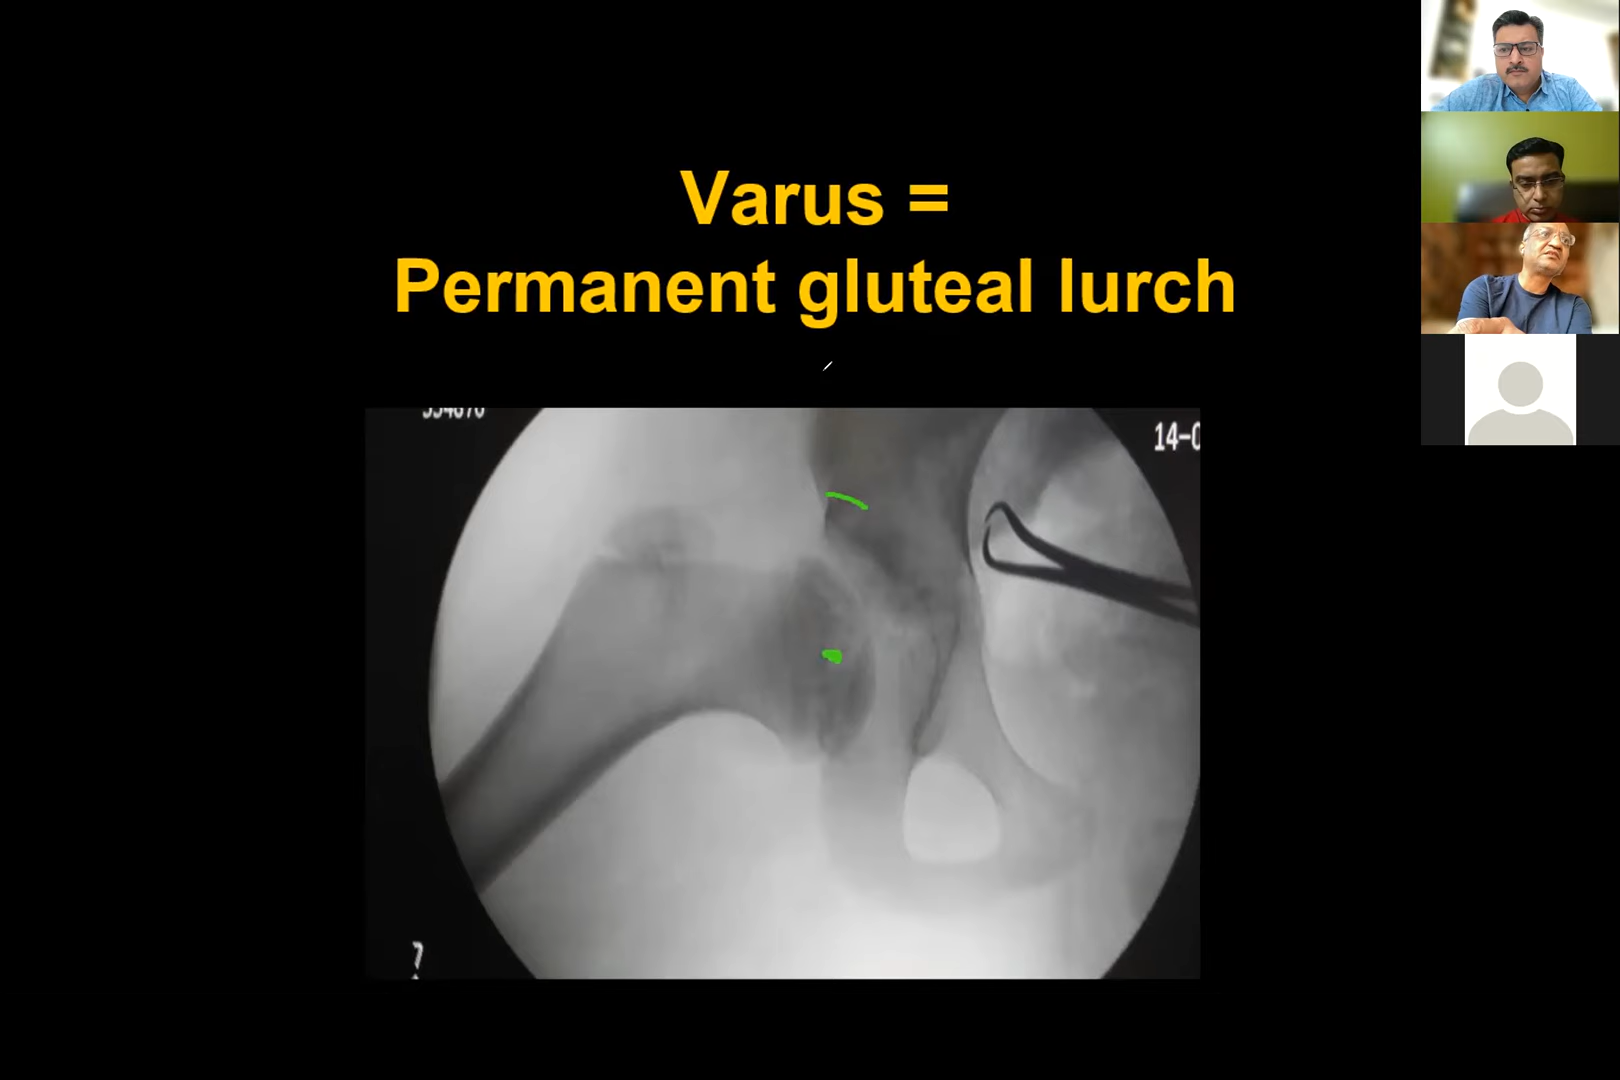 Varus =
Permanent gluteal lurch
14-0